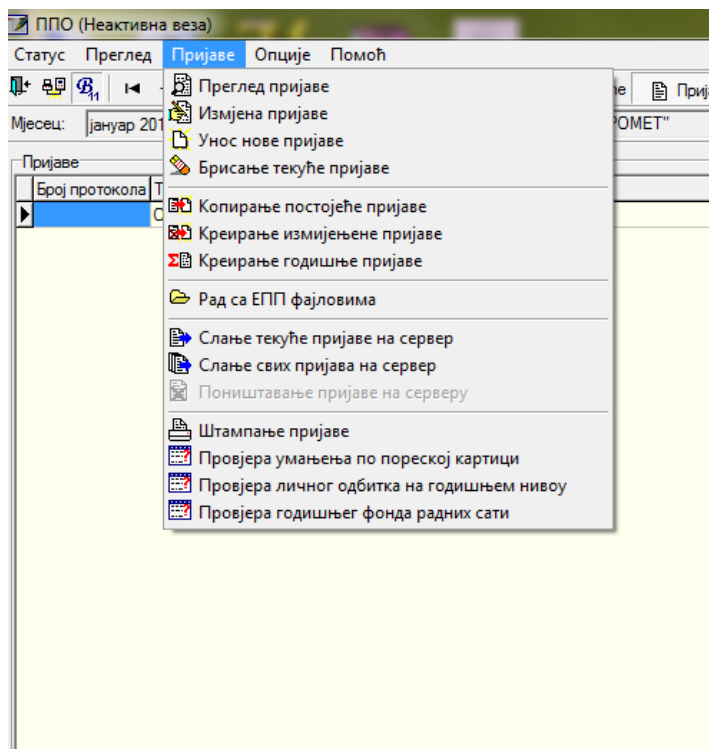 ППО (Неактивна веза)
Статус Преглед Пријаве Опције Помоћ
Мјесец: јануар 201 РОМЕТ"
Пријаве
Број протокола
Преглед пријаве
Измјена пријаве
Унос нове пријаве
Брисање текуће пријаве
Копирање постојеће пријаве
Креирање измијењене пријаве
Креирање годишње пријаве
Рад са ЕПП фајловима
Слање текуће пријаве на сервер
Слање свих пријава на сервер
Поништавање пријаве на серверу
Штампање пријаве
Провјера умањења по пореској картици
Провјера личног одбитка на годишњем нивоу
Провјера годишњег фонда радних сати